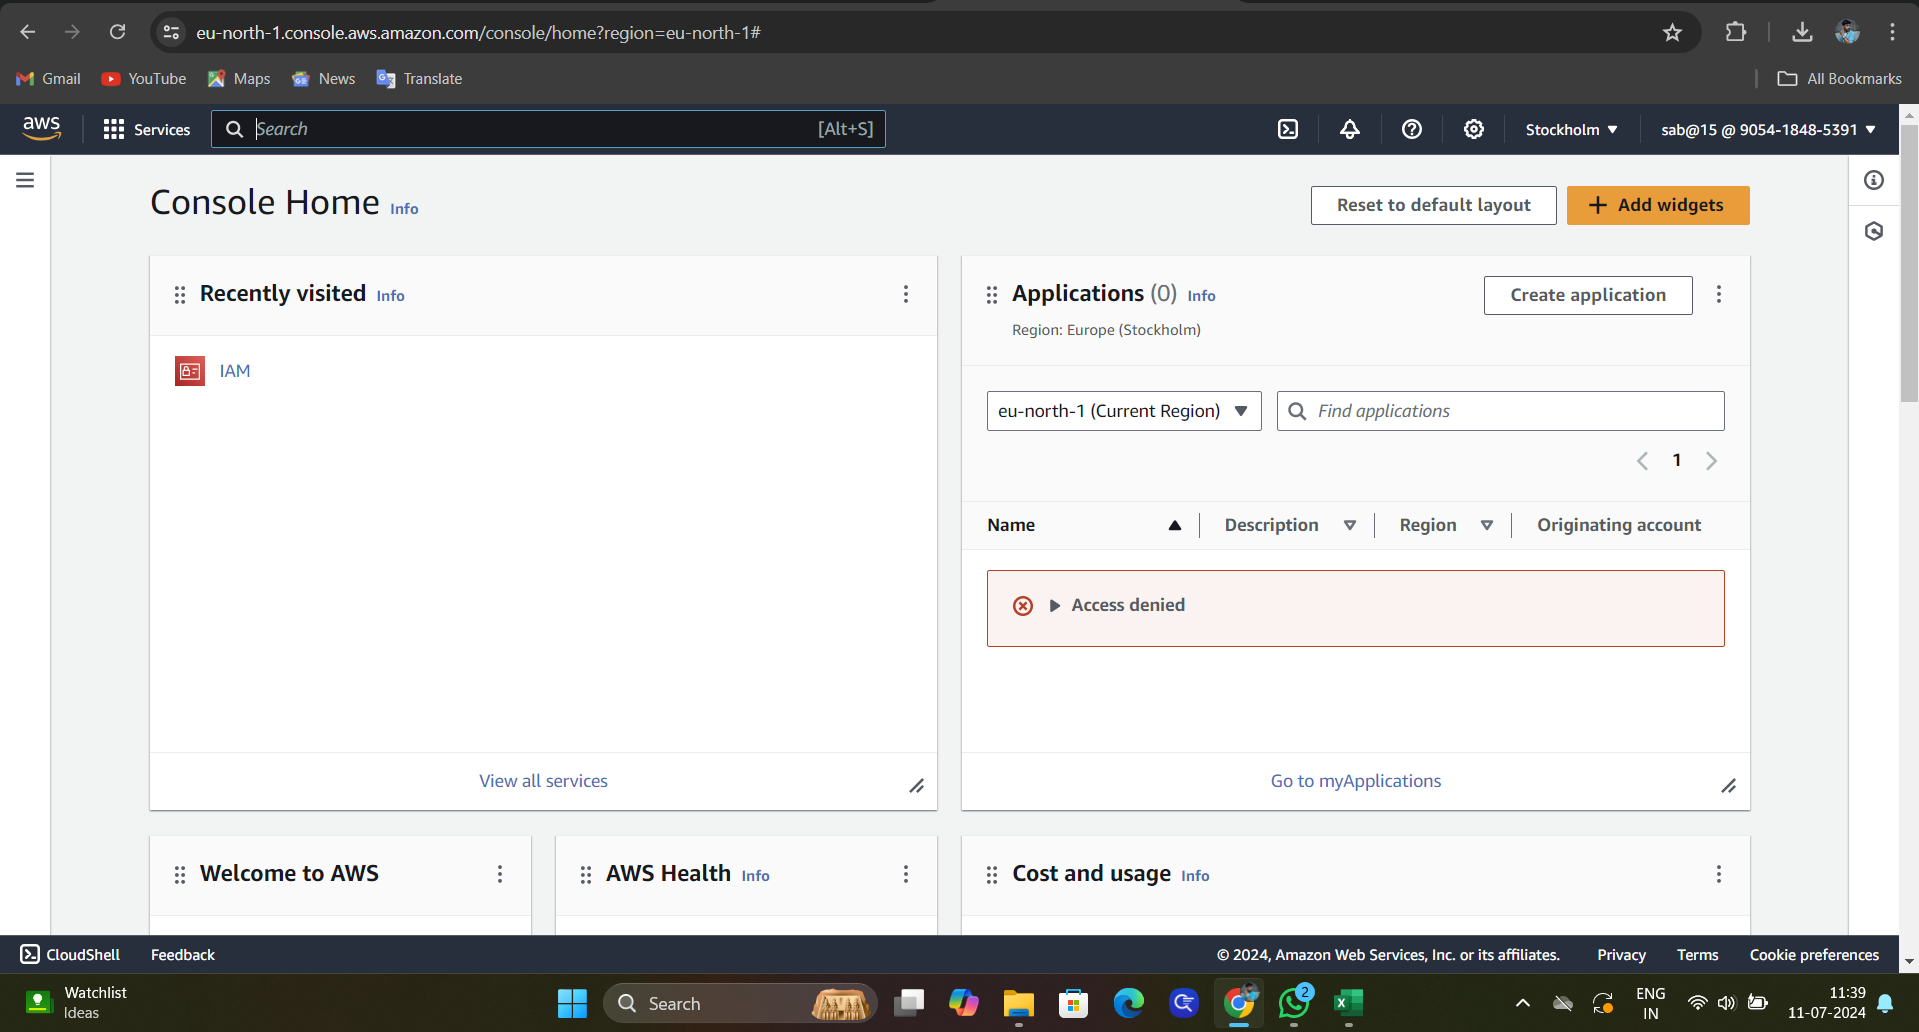 eu-north-1.console.aws.amazon.com/console/home?region=eu-north-1#
Gmail YouTube Maps News Translate All Bookmarks
aws Services Search [Alt+S] Stockholm ▼ sab@15 @ 9054-1848-5391 ▼
Console Home Info Reset to default layout + Add widgets
Recently visited Info
IAM
View all services
Applications (0) Info Create application
Region: Europe (Stockholm)
eu-north-1 (Current Region) Find applications
1
Name Description Region Originating account
Access denied
Go to myApplications
Welcome to AWS
AWS Health Info
Cost and usage Info
CloudShell Feedback © 2024, Amazon Web Services, Inc. or its affiliates. Privacy Terms Cookie preferences
Watchlist
Ideas
Search
2
ENG
IN
11:39
11-07-2024